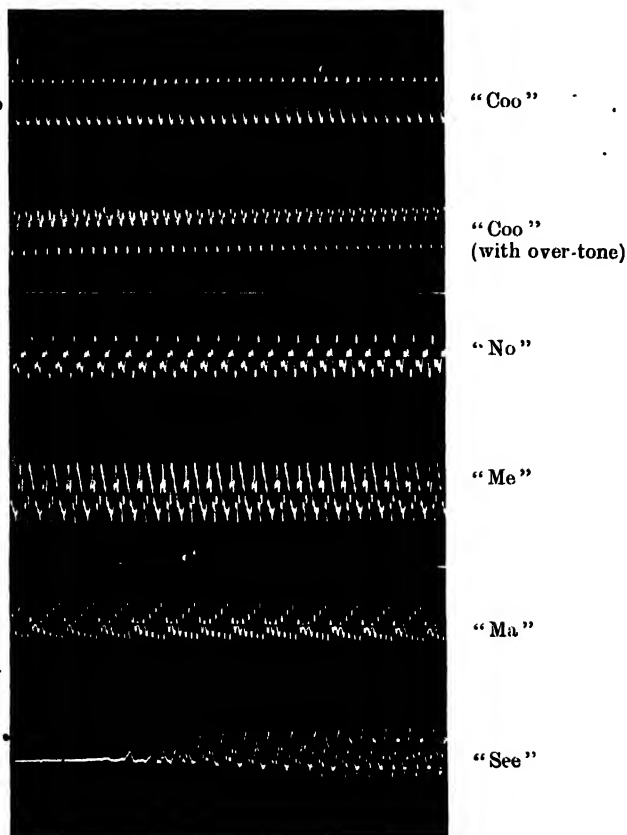 “Coo”
“Coo”
(with over-tone)
“No”
“Me”
“Ma”
“See”